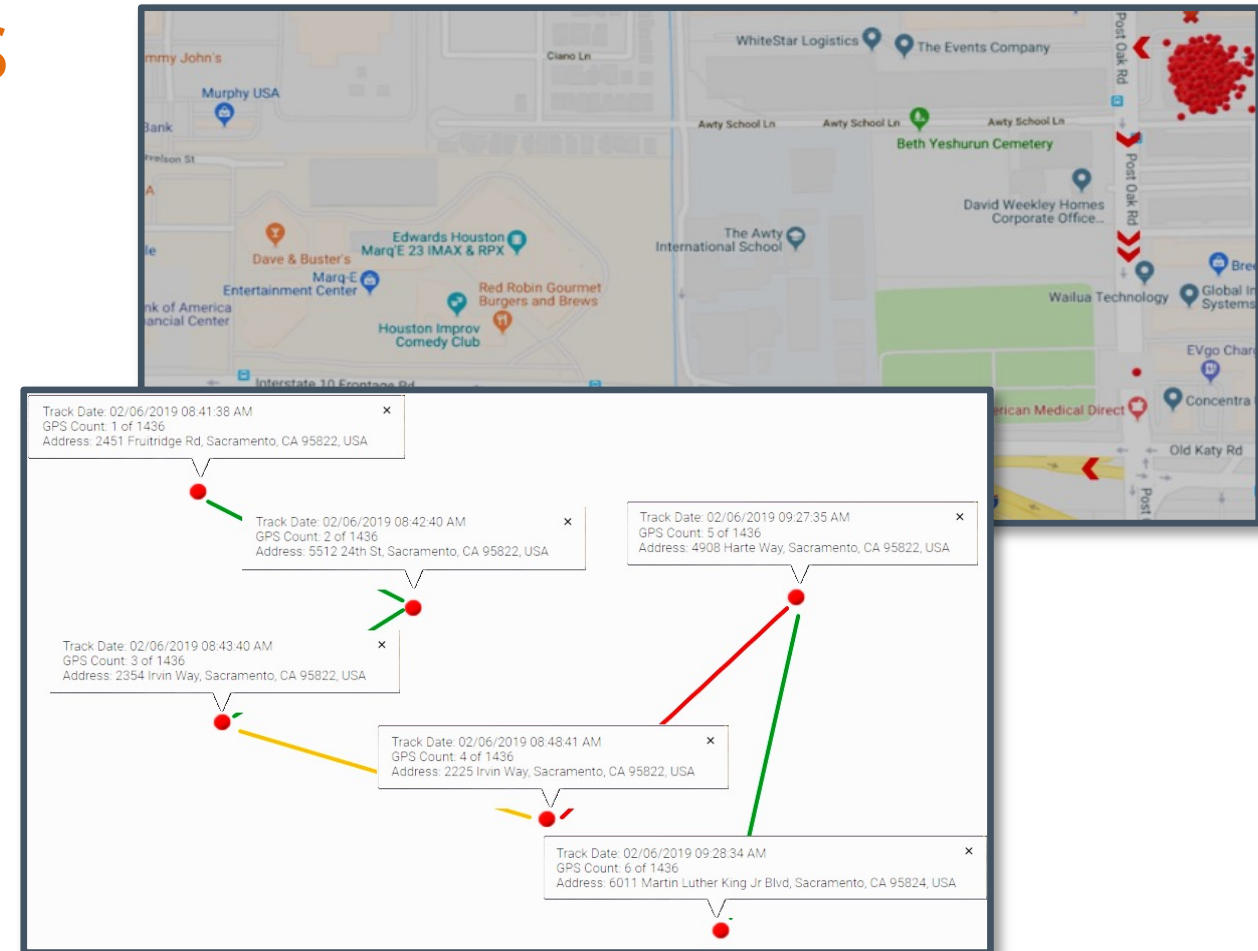 S
WhiteStar Logistics
The Events Company
Post Oak Rd
Ciano Ln
mmy John's
Murphy USA
Bank
Awty School Ln
Awty School Ln
Awty School Ln
Beth Yeshurun Cemetery
Post Oak Rd
A
David Weekley Homes
Corporate Office...
The Awty
International School
le
Dave & Buster's
Edwards Houston
Marq'E 23 IMAX & RPX
Marq-E
Entertainment Center
Red Robin Gourmet
Burgers and Brews
nk of America
ancial Center
Houston Improv
Comedy Club
Wailua Technology
Bree
Global In
Systems
EVgo Charg
Interstate 10 Frontage Rd
erican Medical Direct
Concentra
Old Katy Rd
Post
Track Date: 02/06/2019 08:41:38 AM
GPS Count: 1 of 1436
Address: 2451 Fruitridge Rd, Sacramento, CA 95822, USA
Track Date: 02/06/2019 08:42:40 AM
GPS Count: 2 of 1436
Address: 5512 24th St, Sacramento, CA 95822, USA
Track Date: 02/06/2019 09:27:35 AM
GPS Count: 5 of 1436
Address: 4908 Harte Way, Sacramento, CA 95822, USA
Track Date: 02/06/2019 08:43:40 AM
GPS Count: 3 of 1436
Address: 2354 Irvin Way, Sacramento, CA 95822, USA
Track Date: 02/06/2019 08:48:41 AM
GPS Count: 4 of 1436
Address: 2225 Irvin Way, Sacramento, CA 95822, USA
Track Date: 02/06/2019 09:28:34 AM
GPS Count: 6 of 1436
Address: 6011 Martin Luther King Jr Blvd, Sacramento, CA 95824, USA